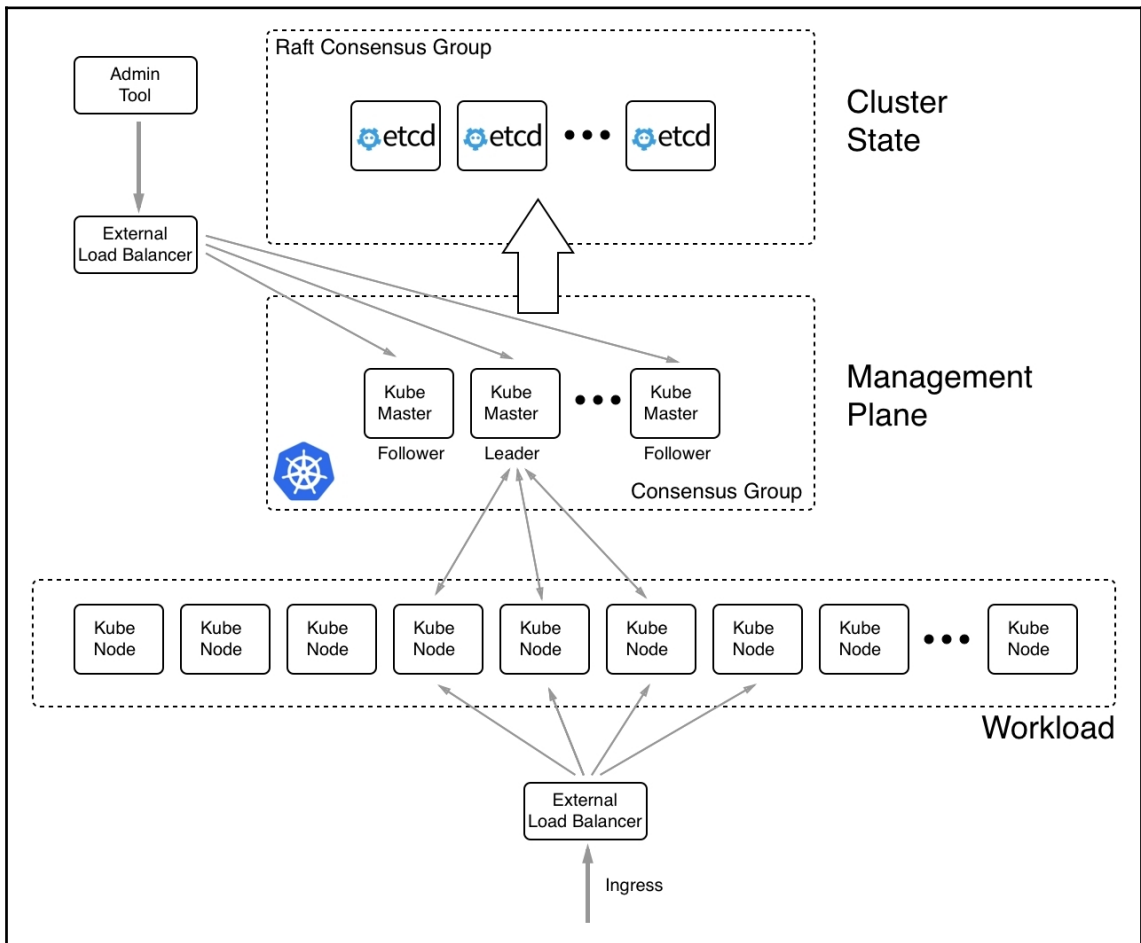 Raft Consensus Group
Admin
Tool
etcd
etcd
etcd
Cluster
State
External
Load Balancer
Kube
Master
Kube
Master
Kube
Master
Follower
Leader
Follower
Consensus Group
Management
Plane
Kube
Node
Kube
Node
Kube
Node
Kube
Node
Kube
Node
Kube
Node
Kube
Node
Kube
Node
Kube
Node
Workload
External
Load Balancer
Ingress